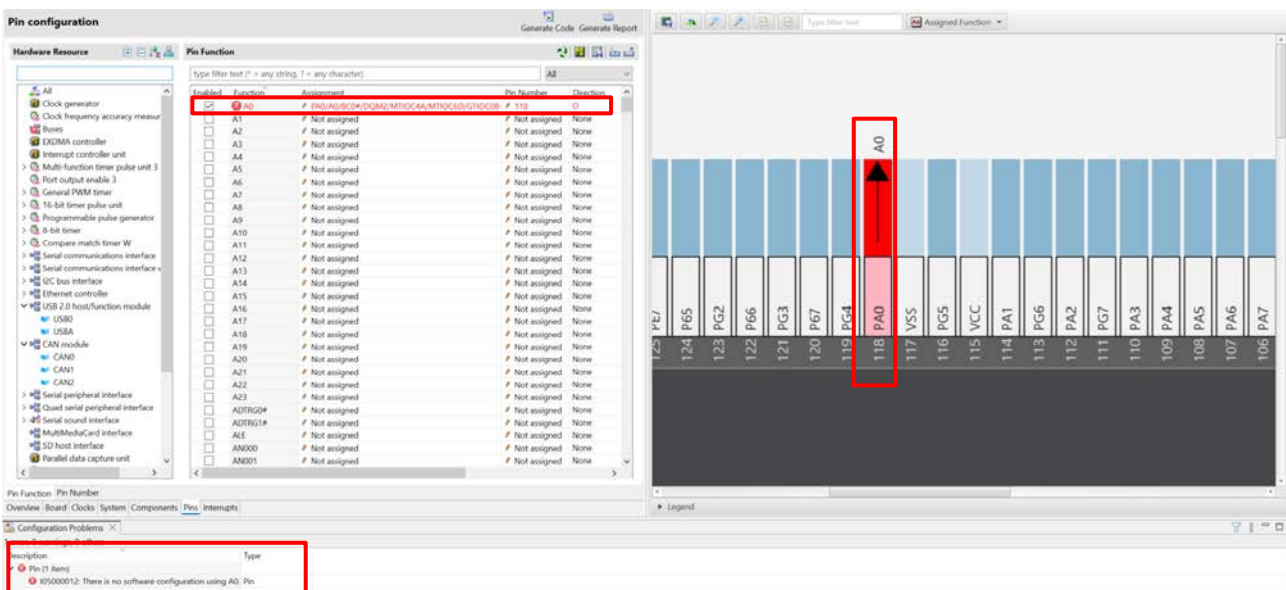 Pin configuration
Generate Code Generate Report
Hardware Resource
Pin Function
type filter text (* = any string, ? = any character)
All
Enabled Function Assignment Pin Number Direction
A0 PA0/A0/BC0#/DQM2/MTIOC4A/MTIOC6D/GTIOC0B 118 O
A1 Not assigned Not assigned None
A2 Not assigned Not assigned None
A3 Not assigned Not assigned None
A4 Not assigned Not assigned None
A5 Not assigned Not assigned None
A6 Not assigned Not assigned None
A7 Not assigned Not assigned None
A8 Not assigned Not assigned None
A9 Not assigned Not assigned None
A10 Not assigned Not assigned None
A11 Not assigned Not assigned None
A12 Not assigned Not assigned None
A13 Not assigned Not assigned None
A14 Not assigned Not assigned None
A15 Not assigned Not assigned None
A16 Not assigned Not assigned None
A17 Not assigned Not assigned None
A18 Not assigned Not assigned None
A19 Not assigned Not assigned None
A20 Not assigned Not assigned None
A21 Not assigned Not assigned None
A22 Not assigned Not assigned None
A23 Not assigned Not assigned None
ADTRG0# Not assigned Not assigned None
ADTRG1# Not assigned Not assigned None
ALE Not assigned Not assigned None
AN000 Not assigned Not assigned None
AN001 Not assigned Not assigned None
All
Clock generator
Clock frequency accuracy measur
Buses
EXDMA controller
Interrupt controller unit
Multi-function timer pulse unit 3
Port output enable 3
General PWM timer
16-bit timer pulse unit
Programmable pulse generator
8-bit timer
Compare match timer W
Serial communications interface
Serial communications interface w
I2C bus interface
Ethernet controller
USB 2.0 host/function module
USB0
USBA
CAN module
CAN0
CAN1
CAN2
Serial peripheral interface
Quad serial peripheral interface
Serial sound interface
MultiMediaCard interface
SD host interface
Parallel data capture unit
Pin Function Pin Number
Overview Board Clocks System Components Pins Interrupts
Type filter text
Assigned Function
A0
PE7 P65 PG2 P66 PG3 P67 PG4 PA0 VSS PG5 VCC PA1 PG6 PA2 PG7 PA3 PA4 PA5 PA6 PA7
125 124 123 122 121 120 119 118 117 116 115 114 113 112 111 110 109 108 107 106
Legend
Configuration Problems
Description Type
Pin (1 item)
I05000012: There is no software configuration using A0. Pin